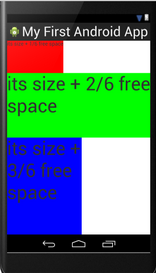 My First Android App
its size + 2/6 free
space
its size +
3/6 free
space